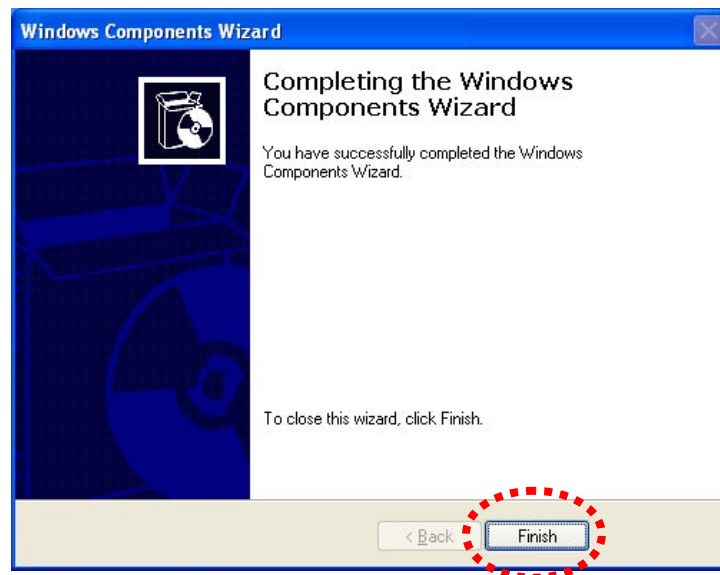 Windows Components Wizard
Completing the Windows
Components Wizard
You have successfully completed the Windows
Components Wizard.
To close this wizard, click Finish.
< Back
Finish